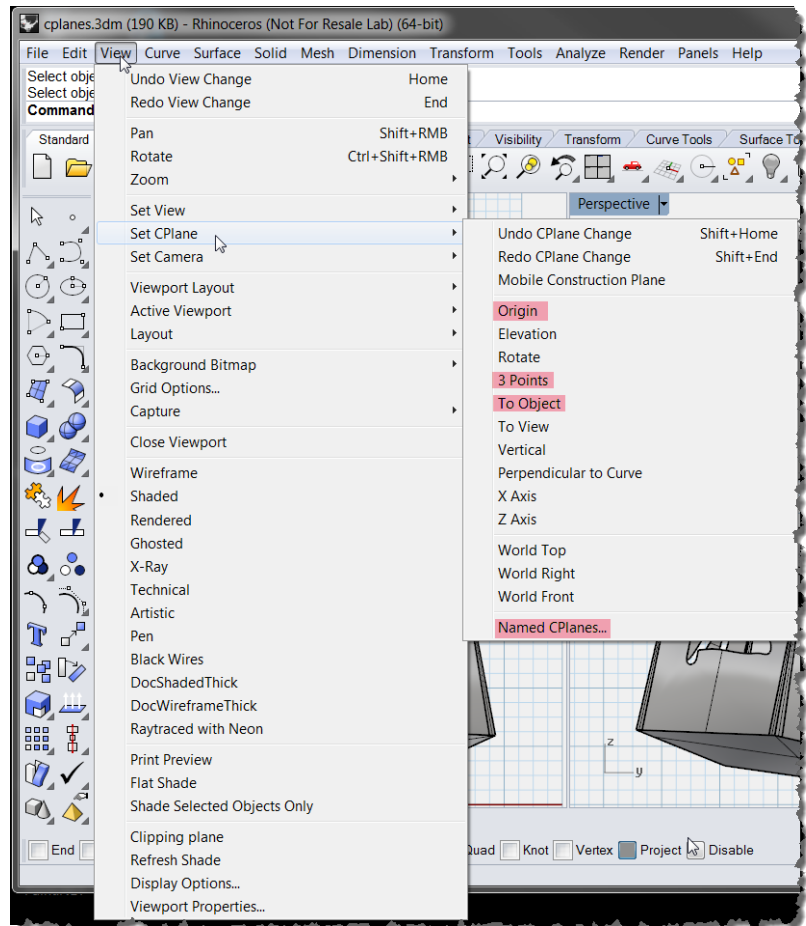 cplanes.3dm (190 KB) - Rhinoceros (Not For Resale Lab) (64-bit)
File Edit View Curve Surface Solid Mesh Dimension Transform Tools Analyze Render Panels Help
Select obje
Select obje
Command
Standard
Visibility Transform Curve Tools Surface To
Perspective
Undo View Change Home
Redo View Change End
Pan Shift+RMB
Rotate Ctrl+Shift+RMB
Zoom
Set View
Set CPlane
Set Camera
Viewport Layout
Active Viewport
Layout
Background Bitmap
Grid Options...
Capture
Close Viewport
Wireframe
Shaded
Rendered
Ghosted
X-Ray
Technical
Artistic
Pen
Black Wires
DocShadedThick
DocWireframeThick
Raytraced with Neon
Print Preview
Flat Shade
Shade Selected Objects Only
Clipping plane
Refresh Shade
Display Options...
Viewport Properties...
Undo CPlane Change Shift+Home
Redo CPlane Change Shift+End
Mobile Construction Plane
Origin
Elevation
Rotate
3 Points
To Object
To View
Vertical
Perpendicular to Curve
X Axis
Z Axis
World Top
World Right
World Front
Named CPlanes...
z
y
End Quad Knot Vertex Project Disable